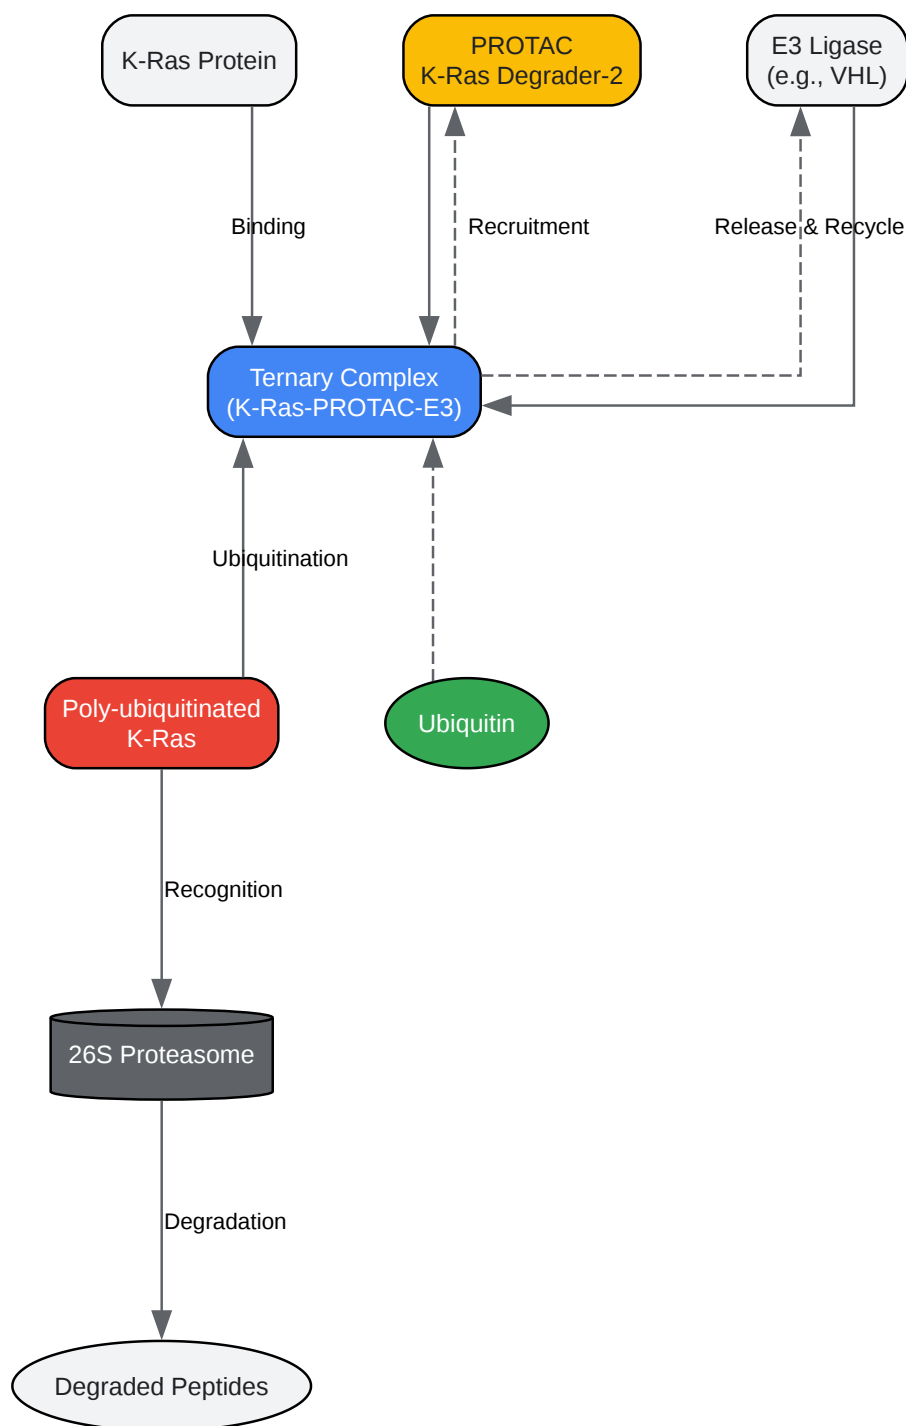 K-Ras Protein
PROTAC
K-Ras Degrader-2
E3 Ligase
(e.g., VHL)
Binding
Recruitment
Release & Recycle
Ternary Complex
(K-Ras-PROTAC-E3)
Ubiquitination
Poly-ubiquitinated
K-Ras
Ubiquitin
Recognition
26S Proteasome
Degradation
Degraded Peptides